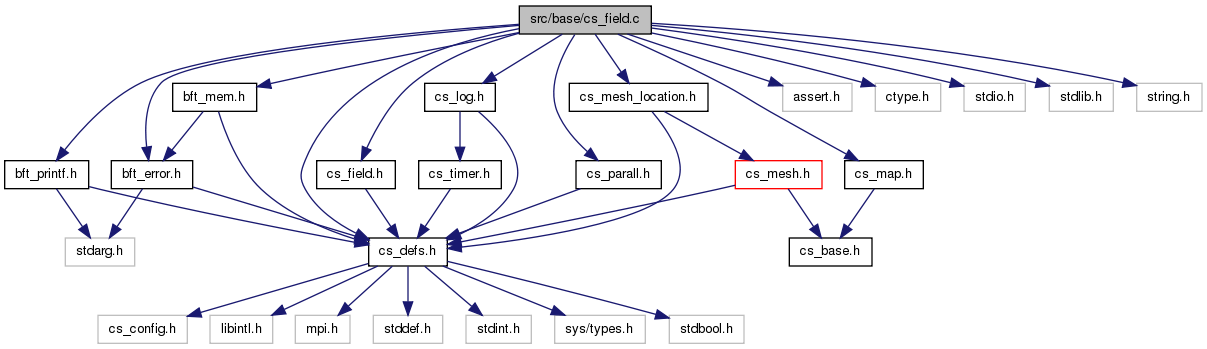 src/base/cs_field.c
bft_mem.h
cs_log.h
cs_mesh_location.h
assert.h
ctype.h
stdio.h
stdlib.h
string.h
bft_printf.h
bft_error.h
cs_field.h
cs_timer.h
cs_parall.h
cs_mesh.h
cs_map.h
stdarg.h
cs_defs.h
cs_base.h
cs_config.h
libintl.h
mpi.h
stddef.h
stdint.h
sys/types.h
stdbool.h